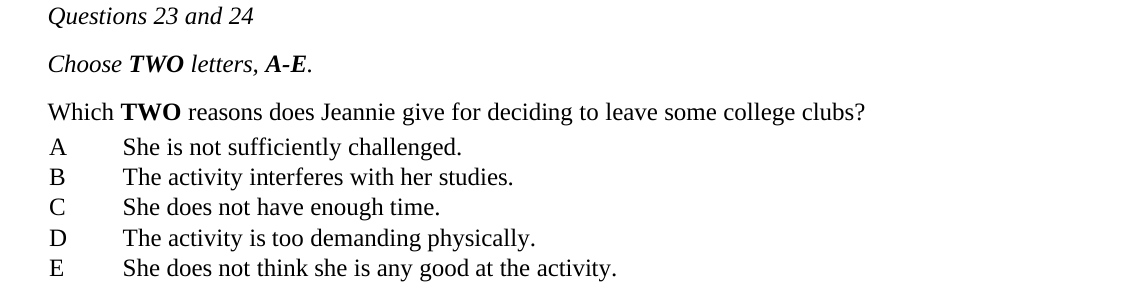 Questions 23 and 24
Choose TWO letters, A-E.
Which TWO reasons does Jeannie give for deciding to leave some college clubs?
A She is not sufficiently challenged.
B The activity interferes with her studies.
C She does not have enough time.
D The activity is too demanding physically.
E She does not think she is any good at the activity.